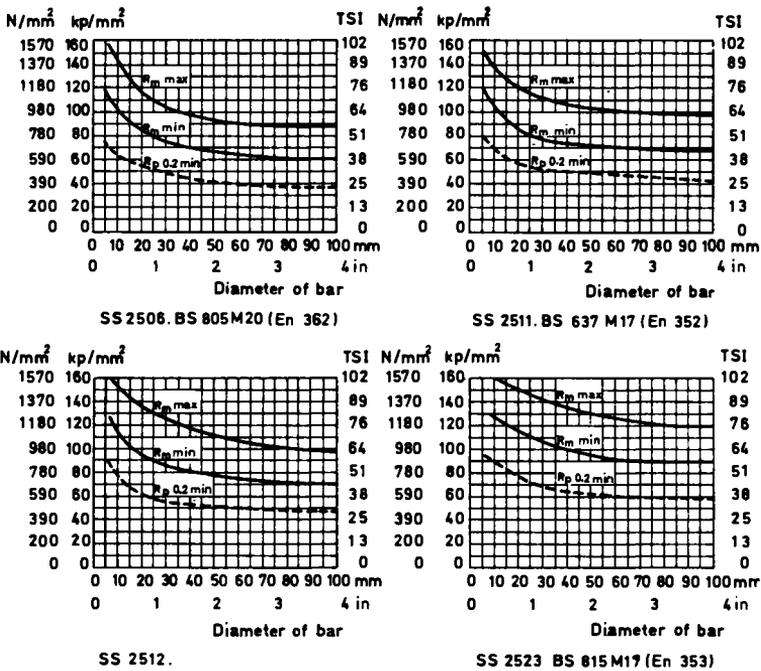 N/mm² kp/mm² TSI
1570 160 102
1370 140 89
1180 120 76
980 100 64
780 80 51
590 60 38
390 40 25
200 20 13
0 0 0
Rm max
Rm min
Rp 0.2 min
0 10 20 30 40 50 60 70 80 90 100 mm
0 1 2 3 4 in
Diameter of bar
SS 2506. BS 805 M20 (En 362)
N/mm² kp/mm² TSI
1570 160 102
1370 140 89
1180 120 76
980 100 64
780 80 51
590 60 38
390 40 25
200 20 13
0 0 0
Rm max
Rm min
Rp 0.2 min
0 10 20 30 40 50 60 70 80 90 100 mm
0 1 2 3 4 in
Diameter of bar
SS 2511. BS 637 M17 (En 352)
N/mm² kp/mm² TSI
1570 160 102
1370 140 89
1180 120 76
980 100 64
780 80 51
590 60 38
390 40 25
200 20 13
0 0 0
Rm max
Rm min
Rp 0.2 min
0 10 20 30 40 50 60 70 80 90 100 mm
0 1 2 3 4 in
Diameter of bar
SS 2512.
N/mm² kp/mm² TSI
1570 160 102
1370 140 89
1180 120 76
980 100 64
780 80 51
590 60 38
390 40 25
200 20 13
0 0 0
Rm max
Rm min
Rp 0.2 min
0 10 20 30 40 50 60 70 80 90 100 mm
0 1 2 3 4 in
Diameter of bar
SS 2523 BS 815 M17 (En 353)